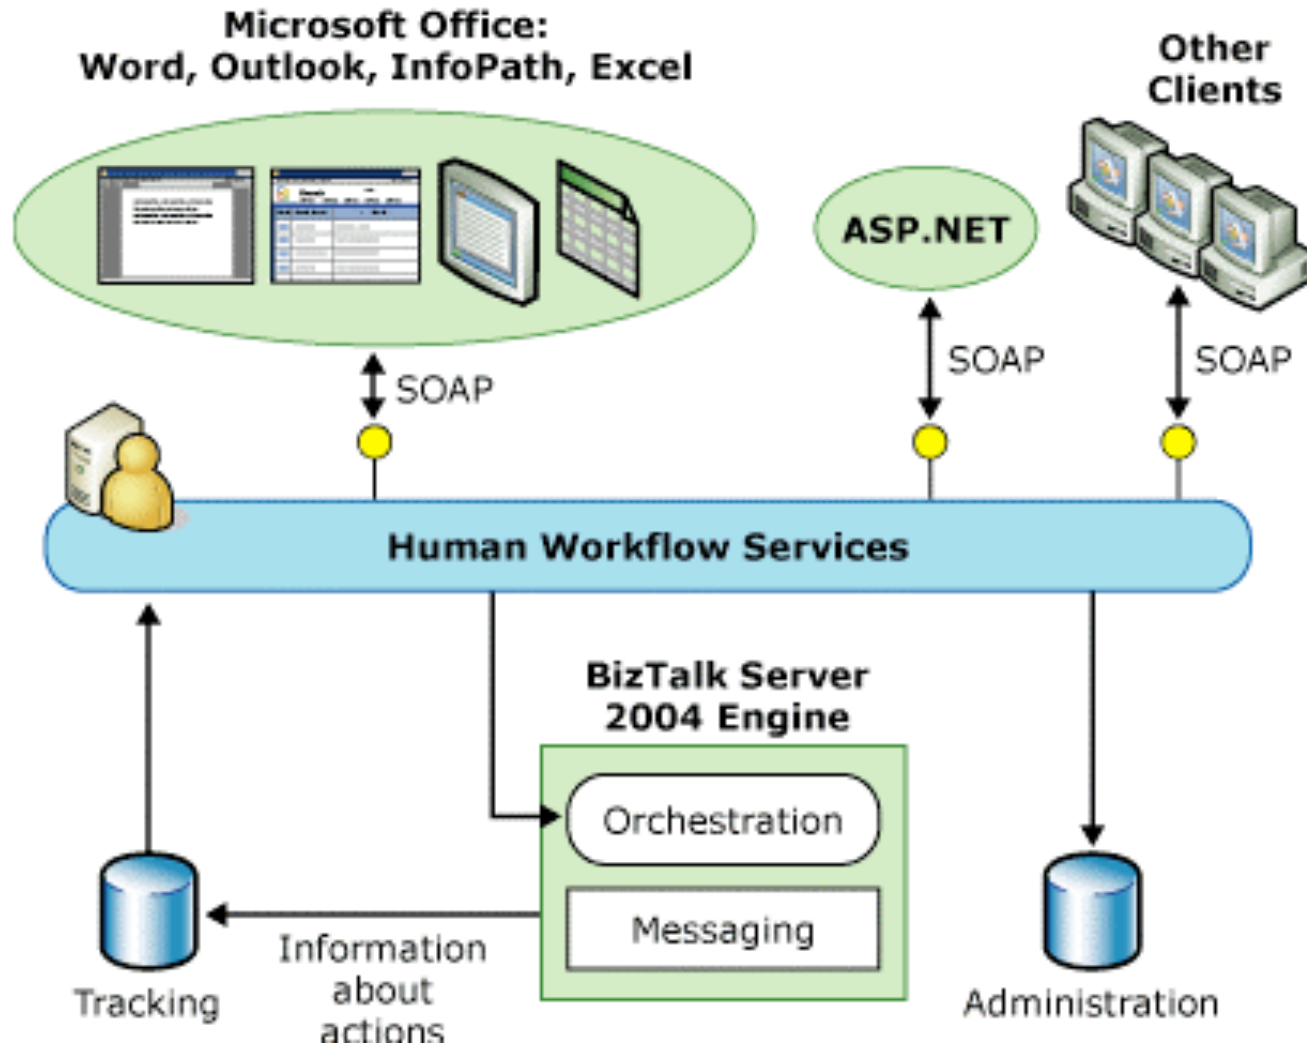 Microsoft Office:
Word, Outlook, InfoPath, Excel
Other
Clients
ASP.NET
SOAP
SOAP
SOAP
Human Workflow Services
BizTalk Server
2004 Engine
Orchestration
Messaging
Information
about
actions
Tracking
Administration